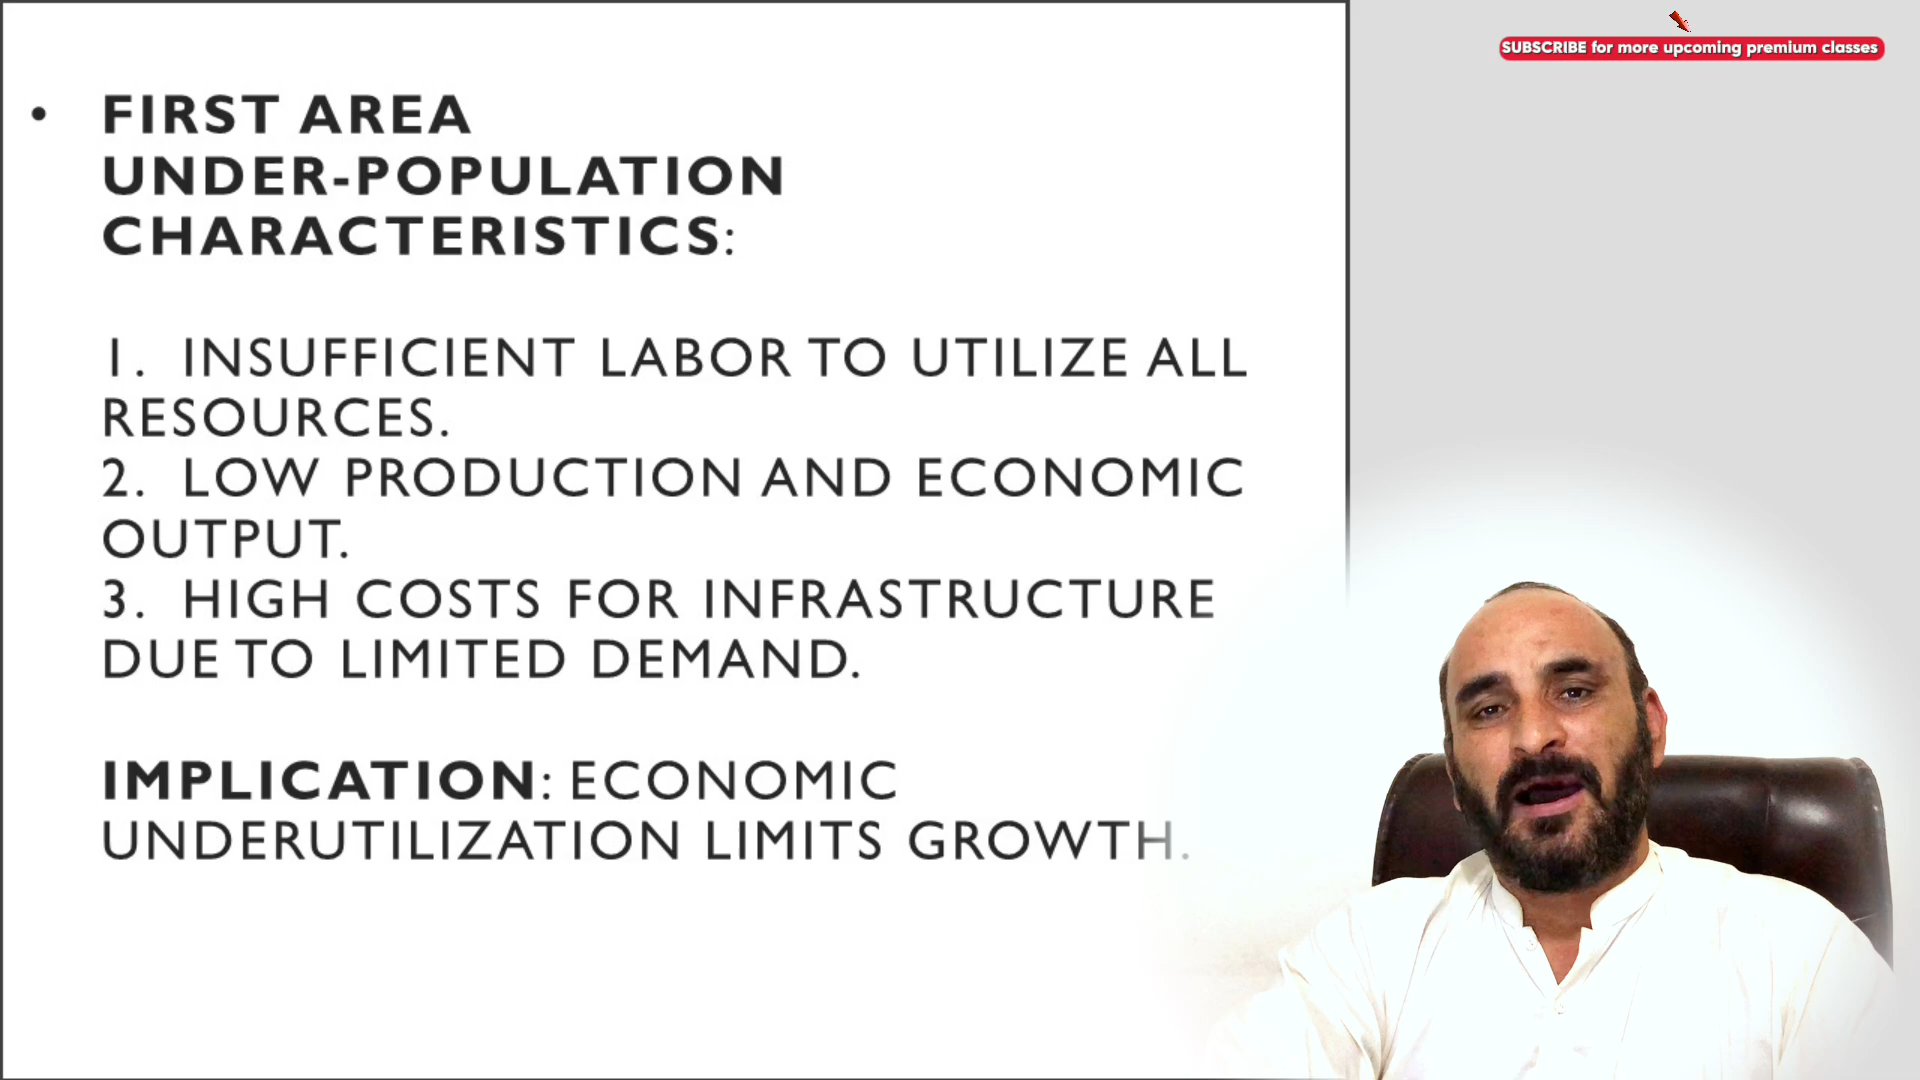 SUBSCRIBE for more upcoming premium classes
• FIRST AREA
UNDER-POPULATION
CHARACTERISTICS:
1. INSUFFICIENT LABOR TO UTILIZE ALL
RESOURCES.
2. LOW PRODUCTION AND ECONOMIC
OUTPUT.
3. HIGH COSTS FOR INFRASTRUCTURE
DUE TO LIMITED DEMAND.
IMPLICATION: ECONOMIC
UNDERUTILIZATION LIMITS GROWTH.